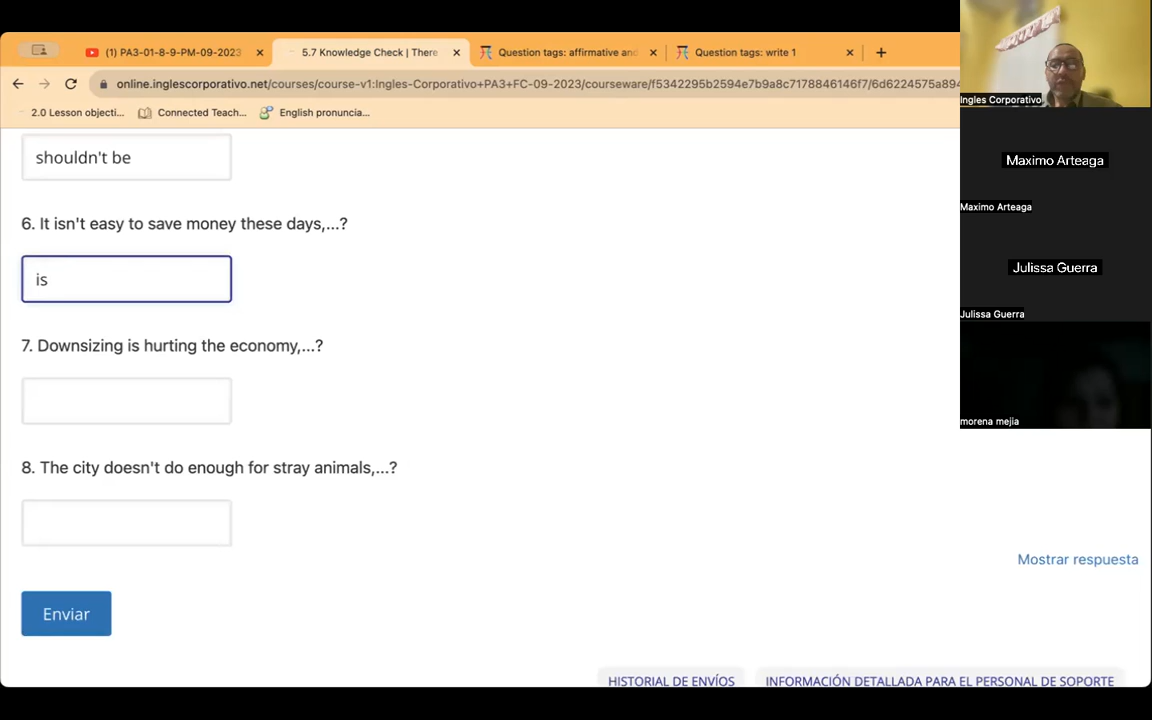 (1) PA3-01-8-9-PM-09-2023
5.7 Knowledge Check | There
Question tags: affirmative and
Question tags: write 1
online.inglescorporativo.net/courses/course-v1:Ingles-Corporativo+PA3+FC-09-2023/courseware/f5342295b2594e7b9a8c7178846146f7/6d6224575a894
2.0 Lesson objecti...
Connected Teach...
English pronuncia...
shouldn't be
6. It isn't easy to save money these days,...?
is
7. Downsizing is hurting the economy,...?
8. The city doesn't do enough for stray animals,...?
Mostrar respuesta
Enviar
HISTORIAL DE ENVÍOS
INFORMACIÓN DETALLADA PARA EL PERSONAL DE SOPORTE
Ingles Corporativo
Maximo Arteaga
Maximo Arteaga
Julissa Guerra
Julissa Guerra
morena mejia